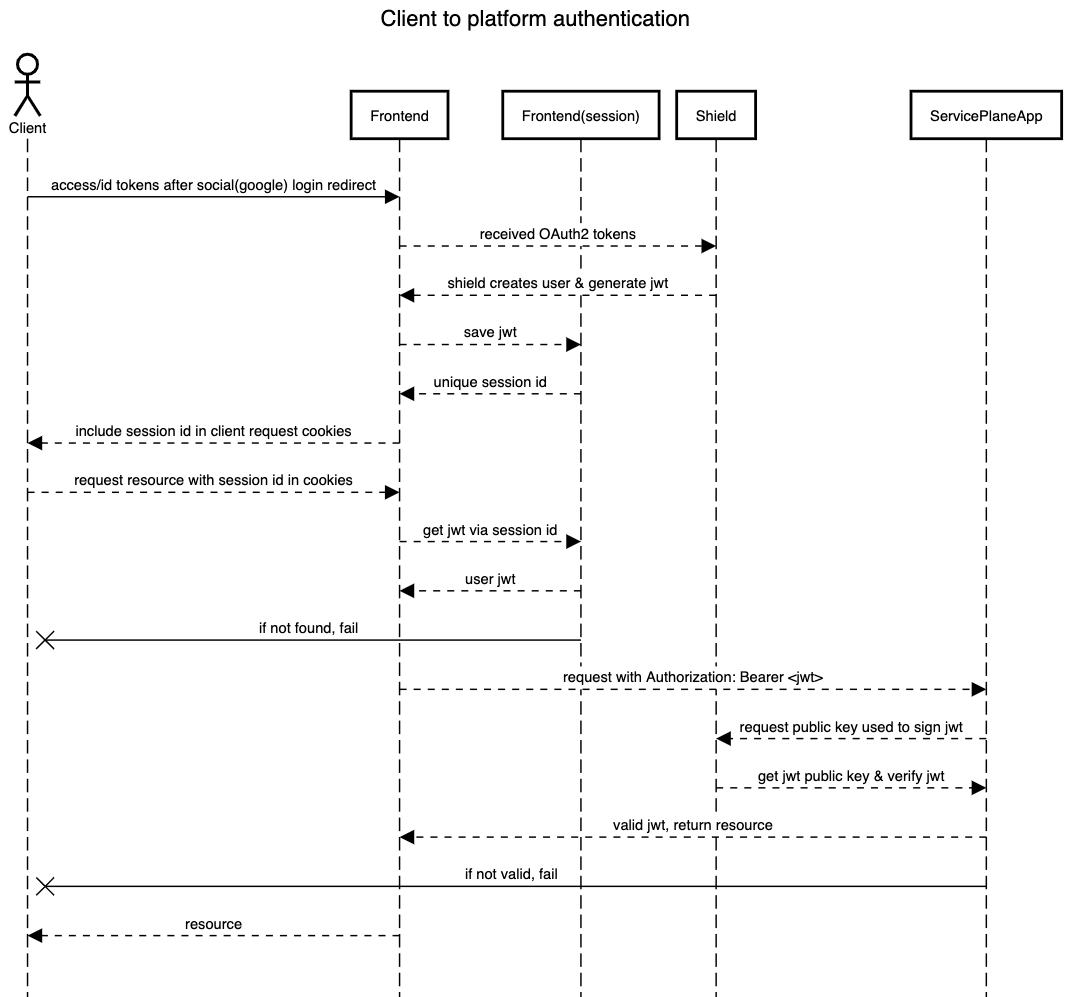 Client to platform authentication
Client
Frontend
Frontend(session)
Shield
ServicePlaneApp
access/id tokens after social(google) login redirect
received OAuth2 tokens
shield creates user & generate jwt
save jwt
unique session id
include session id in client request cookies
request resource with session id in cookies
get jwt via session id
user jwt
if not found, fail
request with Authorization: Bearer <jwt>
request public key used to sign jwt
get jwt public key & verify jwt
valid jwt, return resource
if not valid, fail
resource